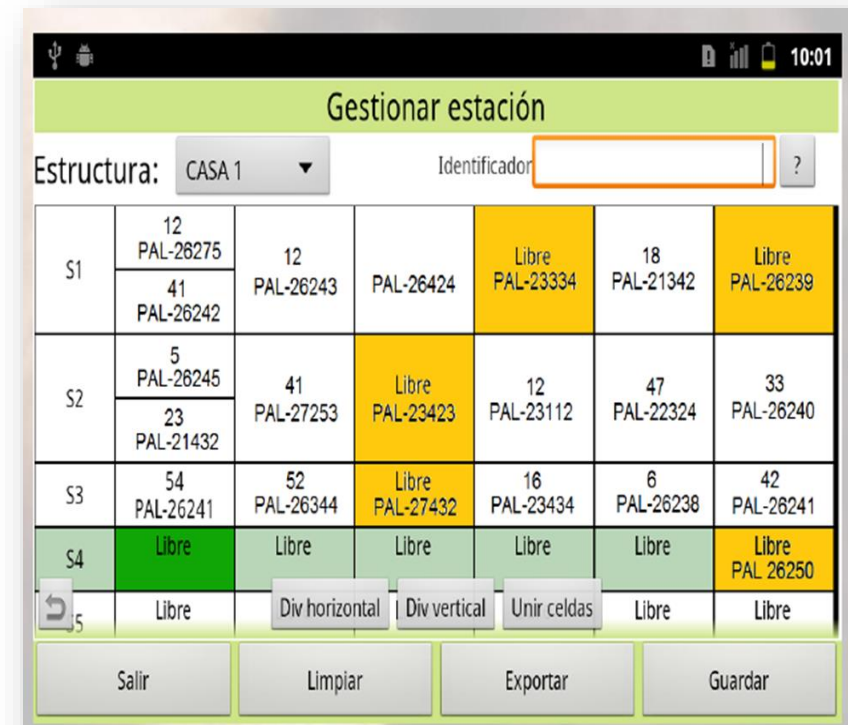 10:01
Gestionar estación
Estructura: CASA 1 Identificador ?
S1
12
PAL-26275
41
PAL-26242
12
PAL-26243
PAL-26424
Libre
PAL-23334
18
PAL-21342
Libre
PAL-26239
S2
5
PAL-26245
23
PAL-21432
41
PAL-27253
Libre
PAL-23423
12
PAL-23112
47
PAL-22324
33
PAL-26240
S3
54
PAL-26241
52
PAL-26344
Libre
PAL-27432
16
PAL-23434
6
PAL-26238
42
PAL-26241
S4
Libre
Libre
Libre
Libre
Libre
Libre
PAL 26250
Libre
Div horizontal
Div vertical
Unir celdas
Libre
Libre
Salir
Limpiar
Exportar
Guardar